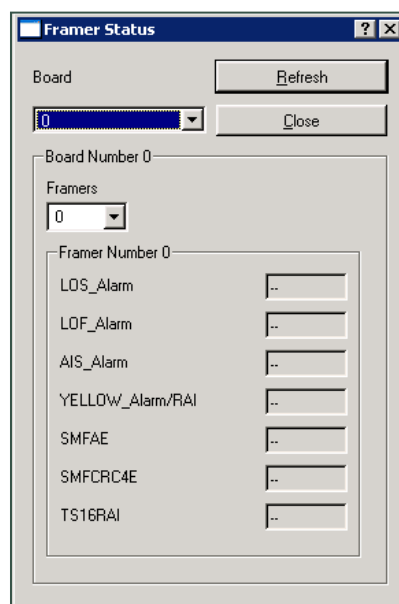 Framer Status
Board
Refresh
0
Close
Board Number 0
Framers
0
Framer Number 0
LOS_Alarm --
LOF_Alarm --
AIS_Alarm --
YELLOW_Alarm/RAI --
SMFAE --
SMFCRC4E --
TS16RAI --